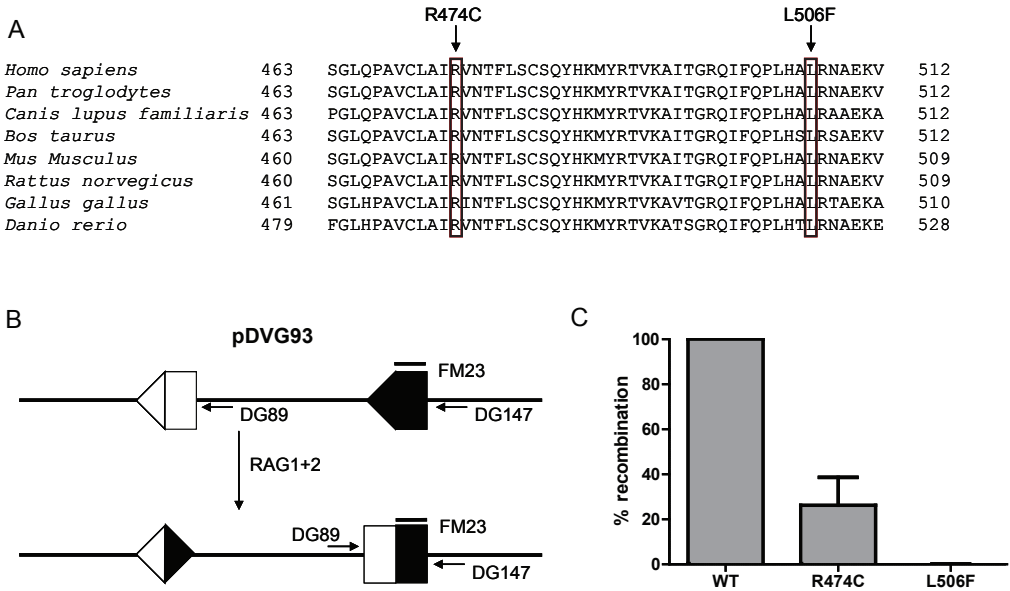 A
R474C L506F
Homo sapiens 463 SGLQPAVCLAIRVNTFLSCSQYHKMYRTVKAITGRQIFQPLHALRNAEKV 512
Pan troglodytes 463 SGLQPAVCLAIRVNTFLSCSQYHKMYRTVKAITGRQIFQPLHALRNAEKV 512
Canis lupus familiaris 463 PGLQPAVCLAIRVNTFLSCSQYHKMYRTVKAITGRQIFQPLHALRAAEKA 512
Bos taurus 463 SGLQPAVCLAIRVNTFLSCSQYHKMYRTVKAITGRQIFQPLHSLRSAEKV 512
Mus Musculus 460 SGLQPAVCLAIRVNTFLSCSQYHKMYRTVKAITGRQIFQPLHALRNAEKV 509
Rattus norvegicus 460 SGLQPAVCLAIRVNTFLSCSQYHKMYRTVKAITGRQIFQPLHALRNAEKV 509
Gallus gallus 461 SGLHPAVCLAIRINTFLSCSQYHKMYRTVKAVTGRQIFQPLHALRTAEKA 510
Danio rerio 479 FGLHPAVCLAIRVNTFLSCSQYHKMYRTVKATSGRQIFQPLHTLRNAEKE 528
B
pDVG93
FM23
DG89
DG147
RAG1+2
DG89
FM23
DG147
C
% recombination
100
80
60
40
20
0
WT R474C L506F